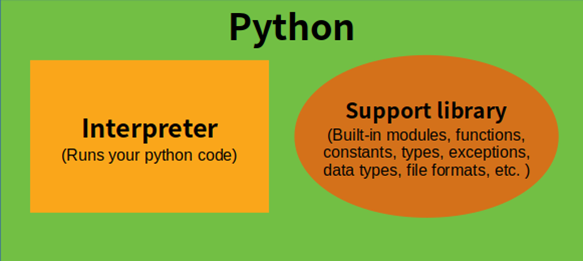 Python
Interpreter
(Runs your python code)
Support library
(Built-in modules, functions,
constants, types, exceptions,
data types, file formats, etc. )